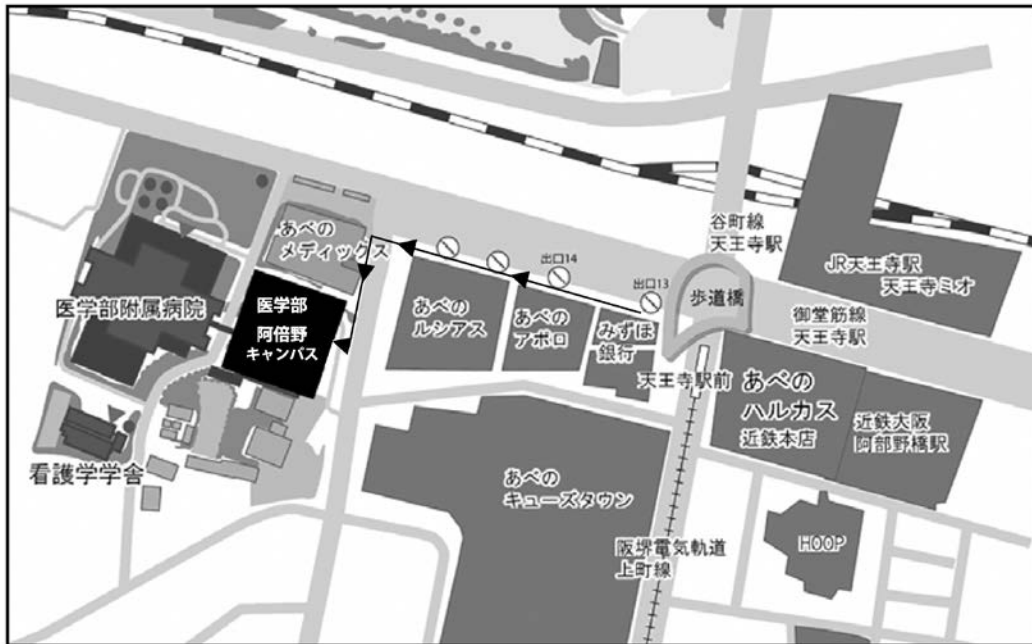 谷町線
天王寺駅
あべの
メディックス
出口14
出口13
歩道橋
JR天王寺駅
天王寺ミオ
医学部附属病院
医学部
阿倍野
キャンパス
あべの
ルシアス
あべの
アポロ
みずほ
銀行
御堂筋線
天王寺駅
天王寺駅前
あべの
ハルカス
近鉄本店
近鉄大阪
阿部野橋駅
看護学学舎
あべの
キューズタウン
阪堺電気軌道
上町線
HOOP